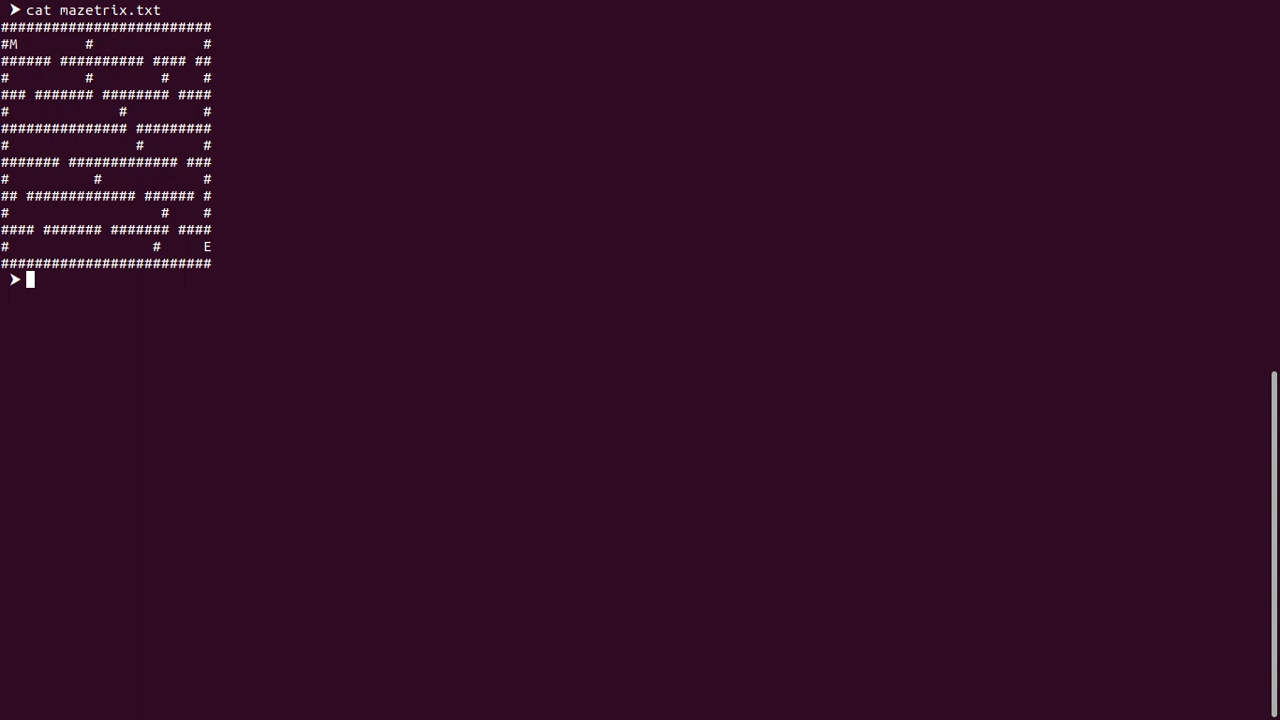 ⮞ cat mazetrix.txt
#########################
#M        #             #
###### ########## #### ##
#         #        #    #
### ####### ######## ####
#             #         #
############### #########
#               #       #
####### ############# ###
#          #            #
## ############# ###### #
#                  #    #
#### ####### ####### ####
#                 #     E
#########################
⮞